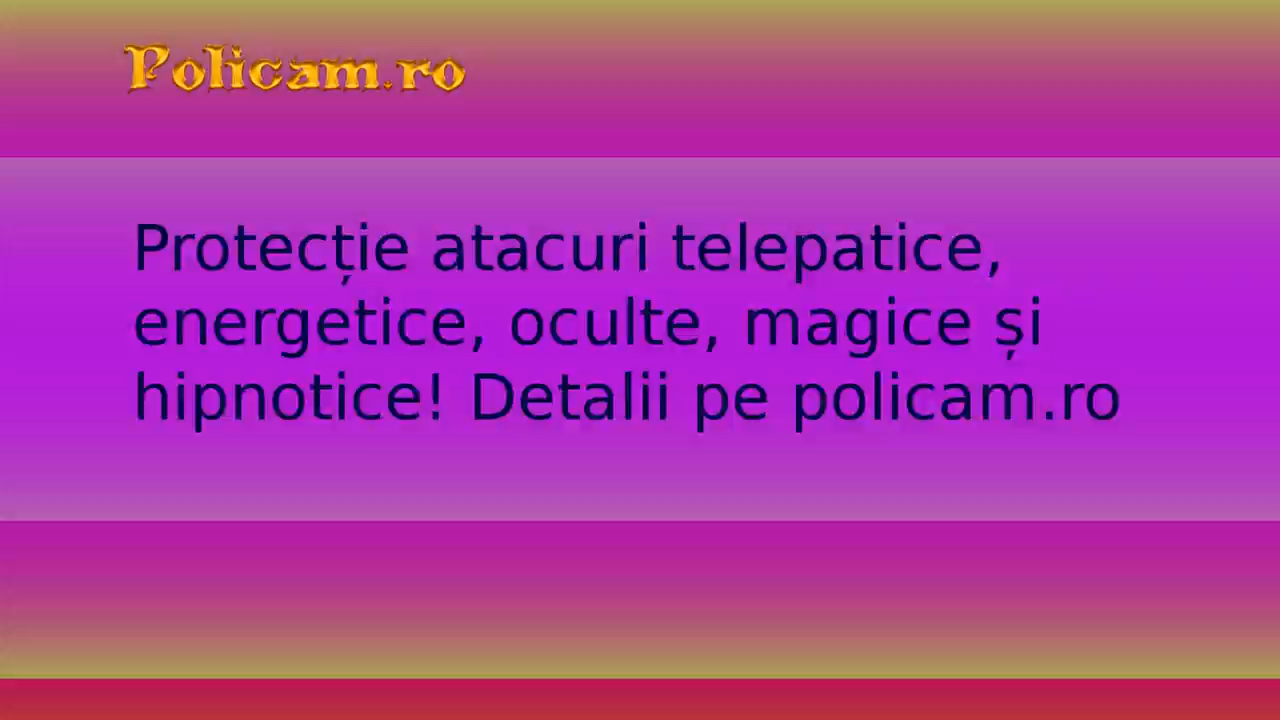 Policam.ro
Protecție atacuri telepatice,
energetice, oculte, magice și
hipnotice! Detalii pe policam.ro